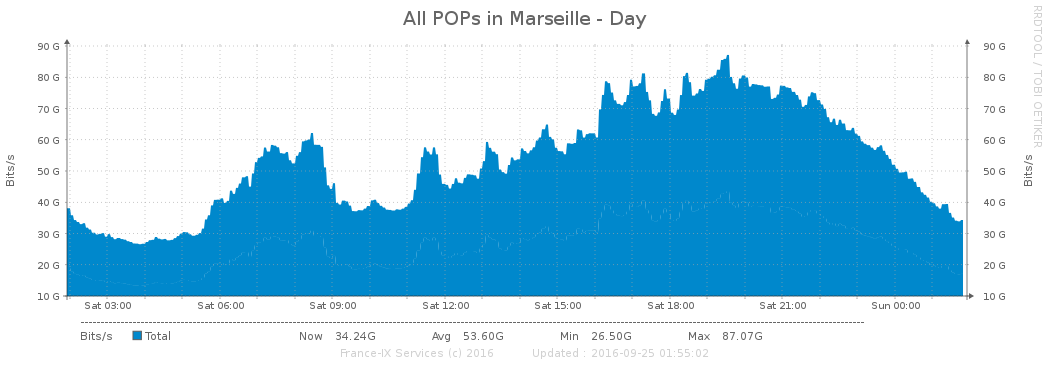 All POPs in Marseille - Day
RRDTOOL / TOBI OETIKER
Bits/s
90 G 90 G
80 G 80 G
70 G 70 G
60 G 60 G
50 G 50 G
40 G 40 G
30 G 30 G
20 G 20 G
10 G 10 G
Bits/s
Sat 03:00 Sat 06:00 Sat 09:00 Sat 12:00 Sat 15:00 Sat 18:00 Sat 21:00 Sun 00:00
Bits/s Total Now 34.24G Avg 53.60G Min 26.50G Max 87.07G
France-IX Services (c) 2016 Updated : 2016-09-25 01:55:02